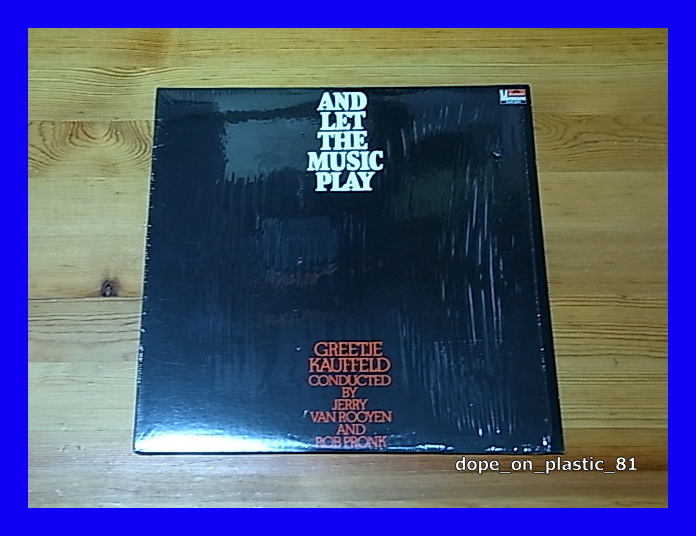 AND
LET
THE
MUSIC
PLAY
GREETJE
KAUFFELD
CONDUCTED
BY
JERRY
VAN ROOYEN
AND
ROB PRONK
dope_on_plastic_81